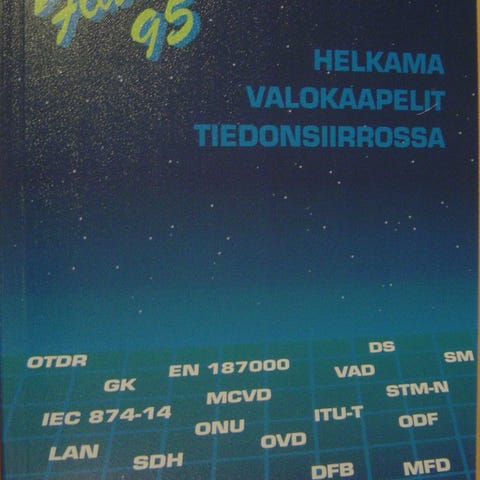 95
HELKAMA
VALOKAAPELIT
TIEDONSIIRROSSA
DS
OTDR
EN 187000
VAD
SM
GK
MCVD
STM-N
IEC 874-14
ITU-T
ONU
ODF
OVD
LAN
SDH
DFB
MFD